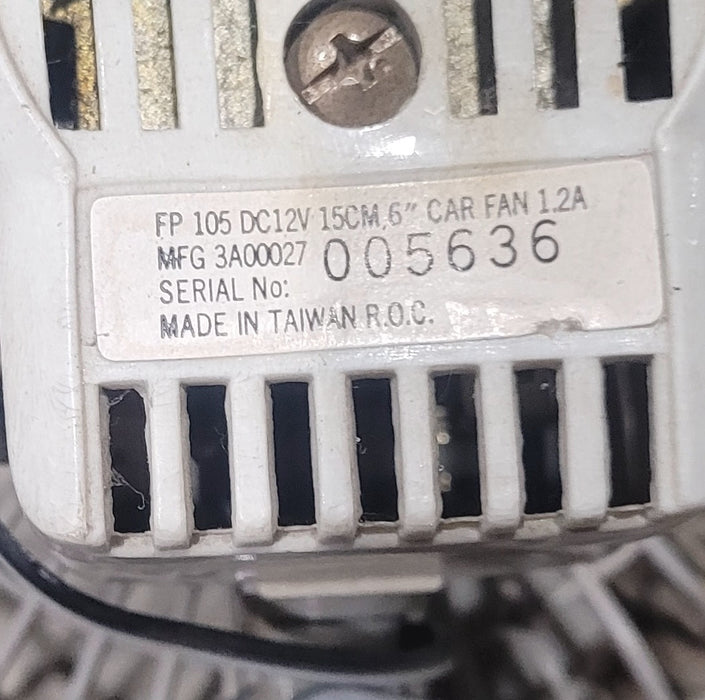 FP 105 DC12V 15CM,6" CAR FAN 1.2A
MFG 3A00027 005636
SERIAL No:
MADE IN TAIWAN R.O.C.